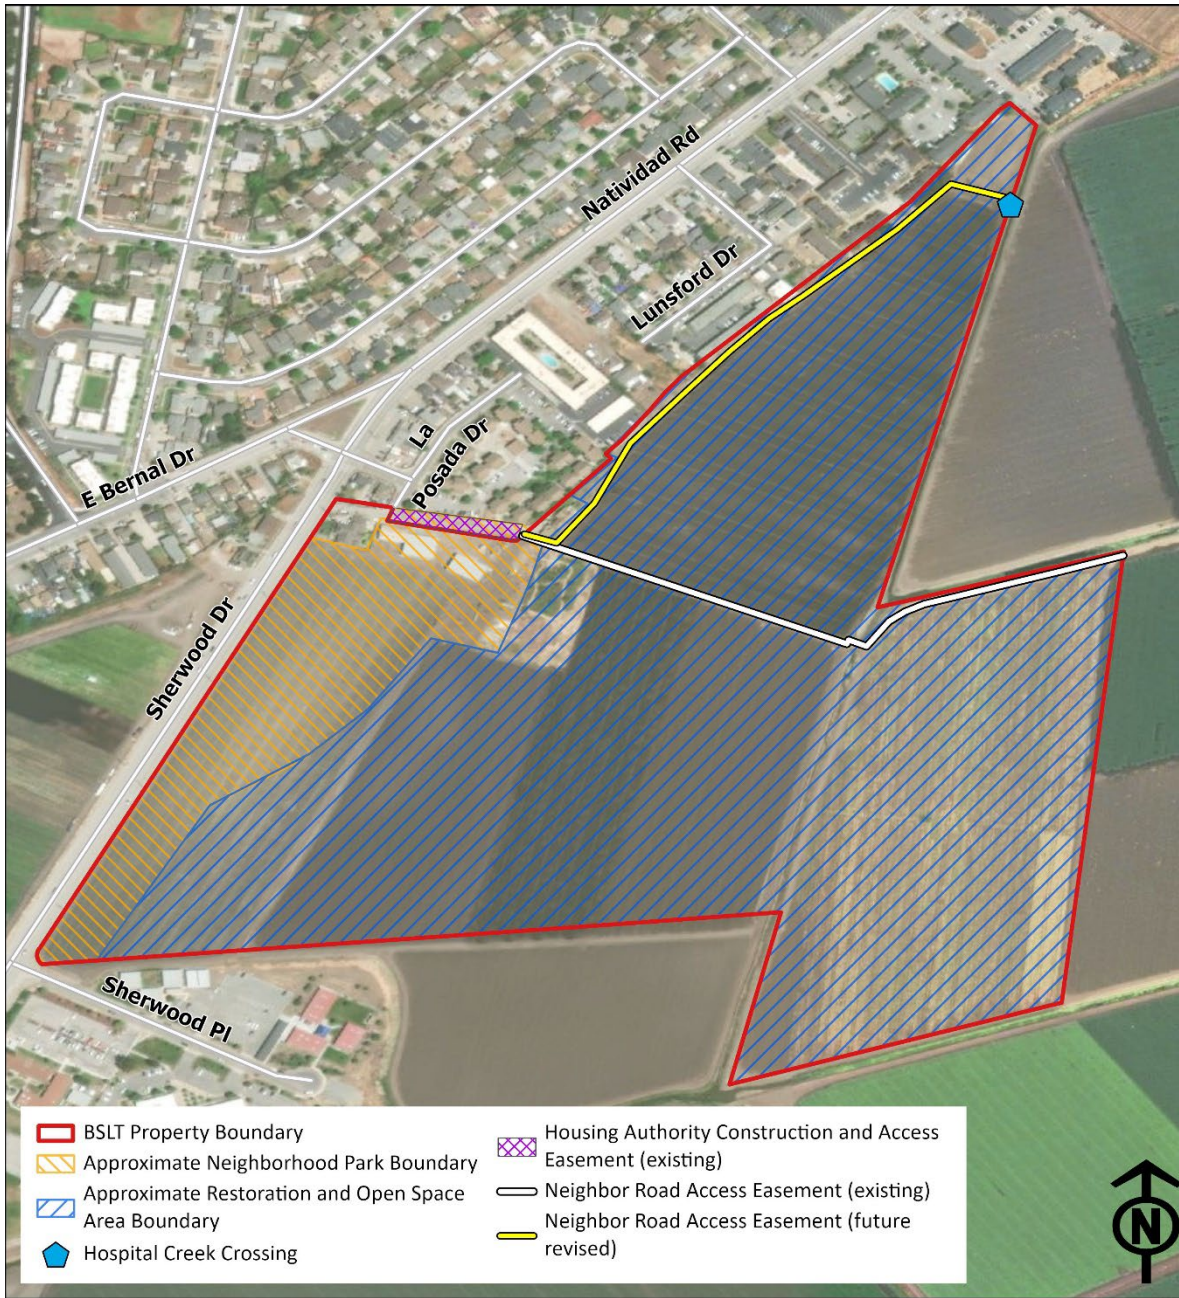 Natividad Rd
Lunsford Dr
La
Posada Dr
E Bernal Dr
Sherwood Dr
Sherwood Pl
BSLT Property Boundary
Approximate Neighborhood Park Boundary
Approximate Restoration and Open Space
Area Boundary
Hospital Creek Crossing
Housing Authority Construction and Access
Easement (existing)
Neighbor Road Access Easement (existing)
Neighbor Road Access Easement (future
revised)
N